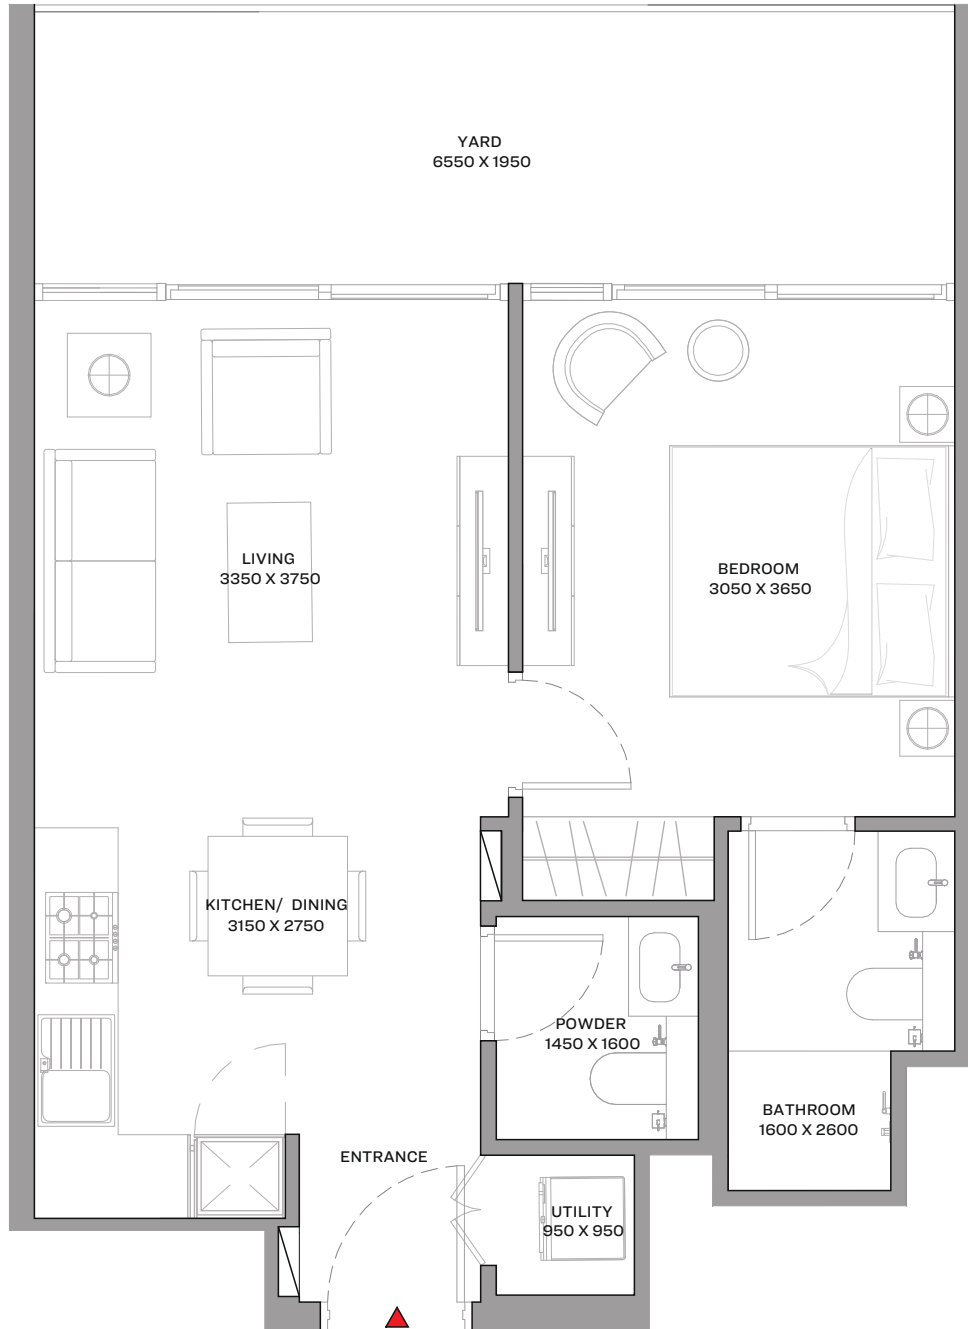 YARD
6550 X 1950
LIVING
3350 X 3750
BEDROOM
3050 X 3650
KITCHEN/ DINING
3150 X 2750
POWDER
1450 X 1600
BATHROOM
1600 X 2600
ENTRANCE
UTILITY
950 X 950